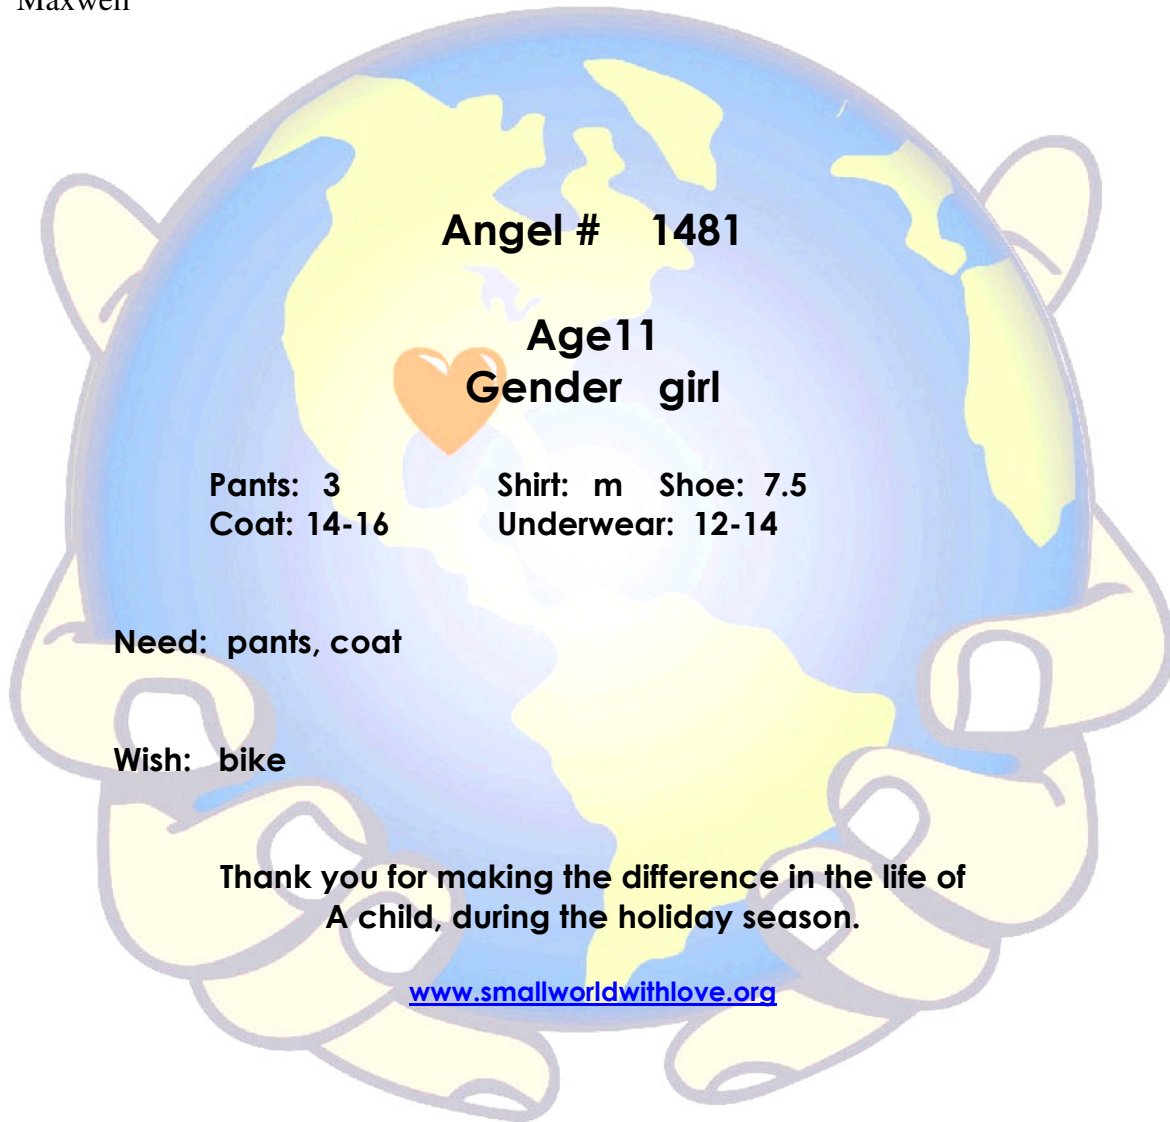 Maxwell
Angel # 1481
Age11
Gender girl
Pants: 3 Shirt: m Shoe: 7.5
Coat: 14-16 Underwear: 12-14
Need: pants, coat
Wish: bike
Thank you for making the difference in the life of
A child, during the holiday season.
www.smallworldwithlove.org